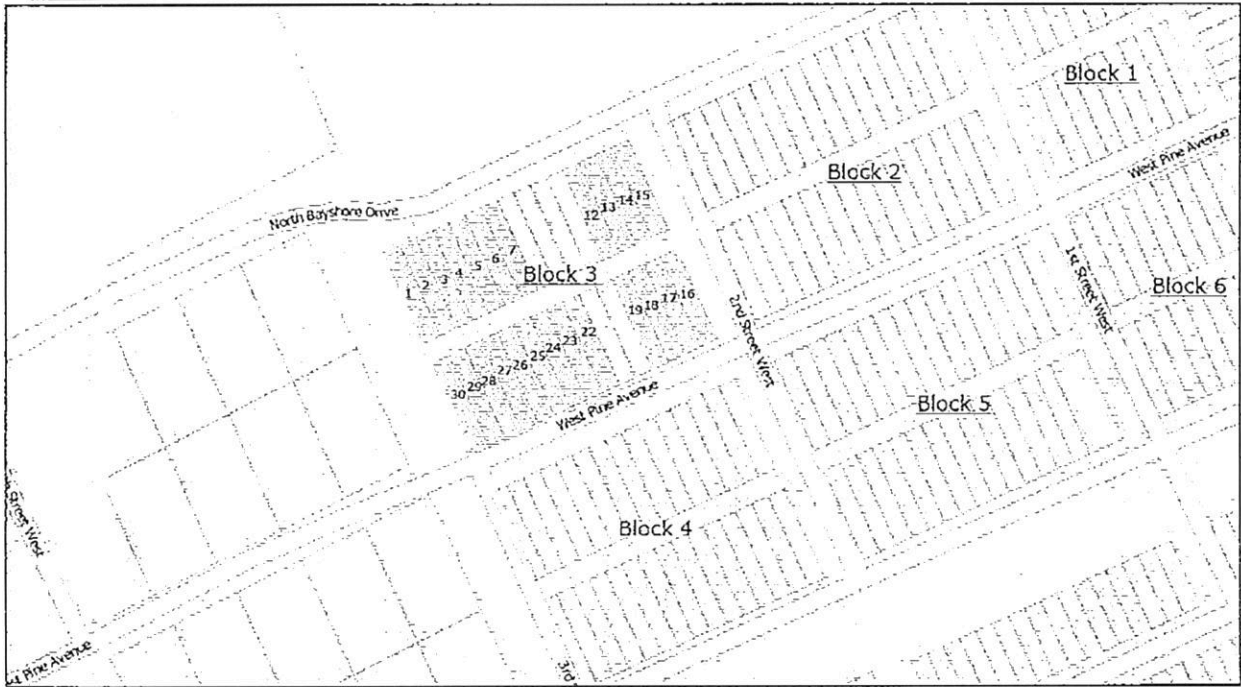 Block 1
West Pine Avenue
Block 2
North Bayshore Drive
12 13 14 15
1 2 3 4 5 6 7
Block 3
1st Street West
Block 6
19 18 17 16
2nd Street West
30 29 28 27 26 25 24 23 22
West Pine Avenue
Block 5
Street West
Block 4
Pine Avenue
3rd